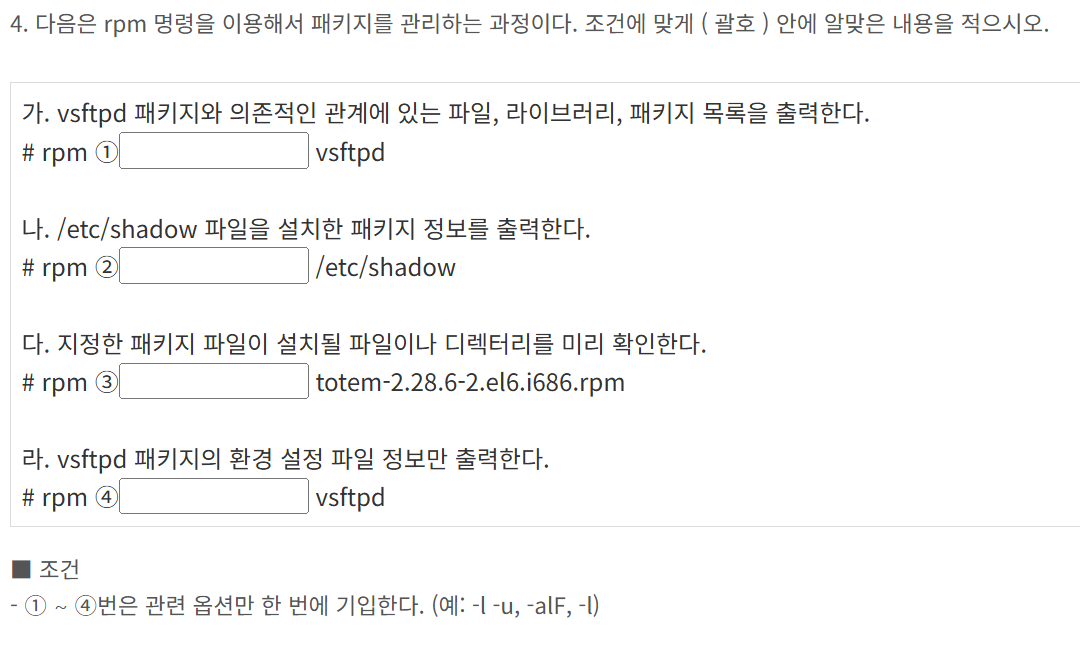 4. 다음은 rpm 명령을 이용해서 패키지를 관리하는 과정이다. 조건에 맞게 ( 괄호 ) 안에 알맞은 내용을 적으시오.
가. vsftpd 패키지와 의존적인 관계에 있는 파일, 라이브러리, 패키지 목록을 출력한다.
# rpm ① vsftpd
나. /etc/shadow 파일을 설치한 패키지 정보를 출력한다.
# rpm ② /etc/shadow
다. 지정한 패키지 파일이 설치될 파일이나 디렉터리를 미리 확인한다.
# rpm ③ totem-2.28.6-2.el6.i686.rpm
라. vsftpd 패키지의 환경 설정 파일 정보만 출력한다.
# rpm ④ vsftpd
■ 조건
- ① ~ ④번은 관련 옵션만 한 번에 기입한다. (예: -l -u, -alF, -l)